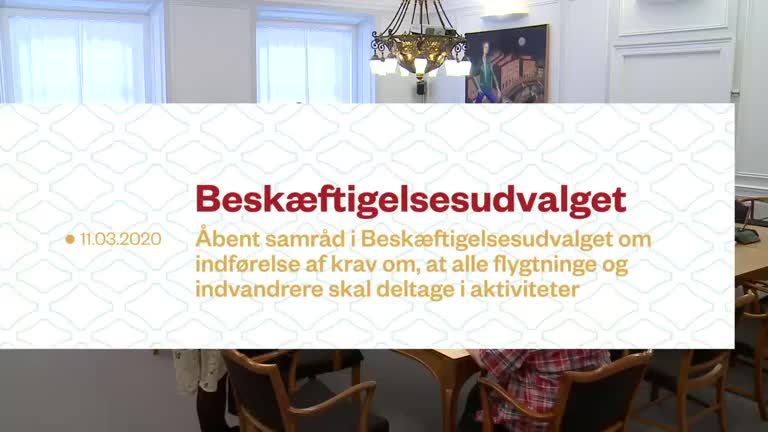 Beskæftigelsesudvalget
11.03.2020
Åbent samråd i Beskæftigelsesudvalget om
indførelse af krav om, at alle flygtninge og
indvandrere skal deltage i aktiviteter